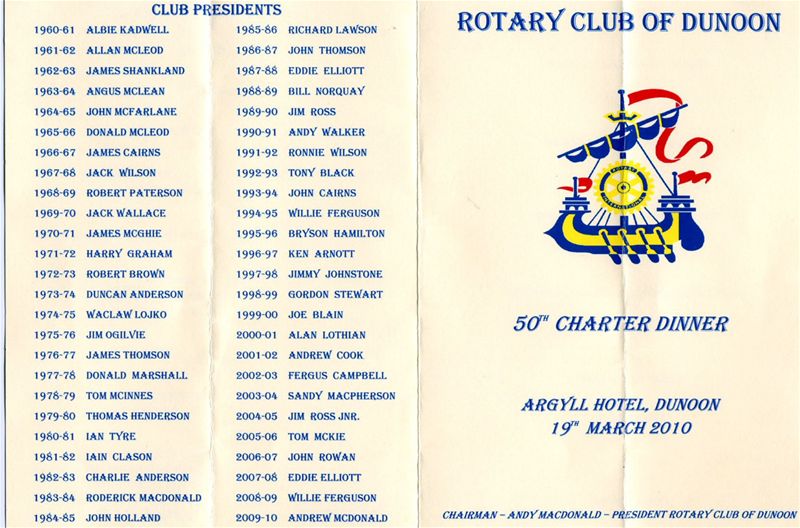 CLUB PRESIDENTS
1960-61 ALBIE KADWELL
1961-62 ALLAN MCLEOD
1962-63 JAMES SHANKLAND
1963-64 ANGUS MCLEAN
1964-65 JOHN MCFARLANE
1965-66 DONALD MCLEOD
1966-67 JAMES CAIRNS
1967-68 JACK WILSON
1968-69 ROBERT PATERSON
1969-70 JACK WALLACE
1970-71 JAMES MCGHIE
1971-72 HARRY GRAHAM
1972-73 ROBERT BROWN
1973-74 DUNCAN ANDERSON
1974-75 WACLAW LOJKO
1975-76 JIM OGILVIE
1976-77 JAMES THOMSON
1977-78 DONALD MARSHALL
1978-79 TOM MCINNES
1979-80 THOMAS HENDERSON
1980-81 IAN TYRE
1981-82 IAIN CLASON
1982-83 CHARLIE ANDERSON
1983-84 RODERICK MACDONALD
1984-85 JOHN HOLLAND
1985-86 RICHARD LAWSON
1986-87 JOHN THOMSON
1987-88 EDDIE ELLIOTT
1988-89 BILL NORQUAY
1989-90 JIM ROSS
1990-91 ANDY WALKER
1991-92 RONNIE WILSON
1992-93 TONY BLACK
1993-94 JOHN CAIRNS
1994-95 WILLIE FERGUSON
1995-96 BRYSON HAMILTON
1996-97 KEN ARNOTT
1997-98 JIMMY JOHNSTONE
1998-99 GORDON STEWART
1999-00 JOE BLAIN
2000-01 ALAN LOTHIAN
2001-02 ANDREW COOK
2002-03 FERGUS CAMPBELL
2003-04 SANDY MACPHERSON
2004-05 JIM ROSS JNR.
2005-06 TOM MCKIE
2006-07 JOHN ROWAN
2007-08 EDDIE ELLIOTT
2008-09 WILLIE FERGUSON
2009-10 ANDREW MCDONALD
ROTARY CLUB OF DUNOON
ROTARY
INTERNATIONAL
50TH CHARTER DINNER
ARGYLL HOTEL, DUNOON
19TH MARCH 2010
CHAIRMAN – ANDY MACDONALD – PRESIDENT ROTARY CLUB OF DUNOON